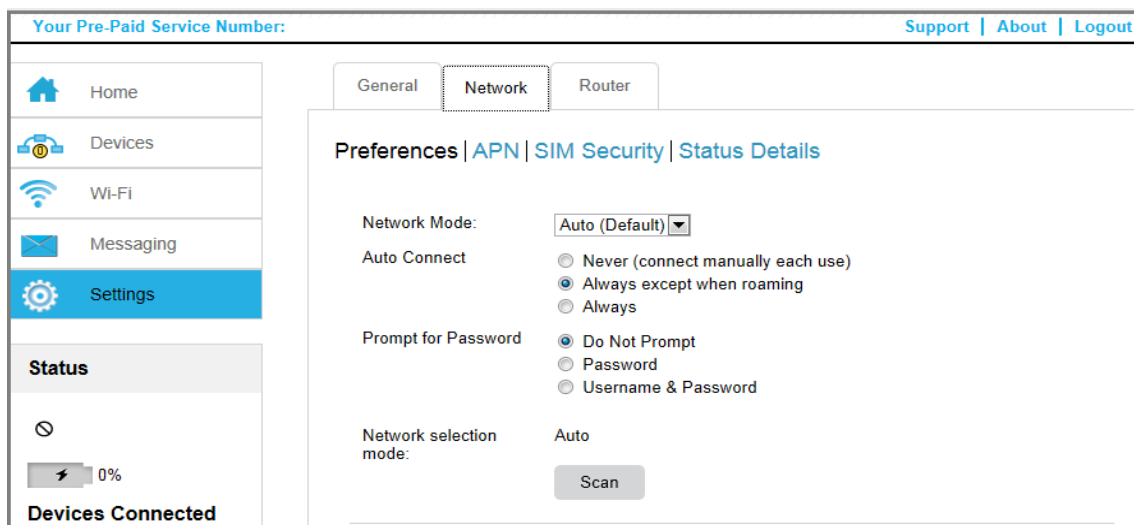 Your Pre-Paid Service Number:
Support | About | Logout
Home
Devices
0
Wi-Fi
Messaging
Settings
Status
0%
Devices Connected
General
Network
Router
Preferences | APN | SIM Security | Status Details
Network Mode:
Auto (Default)
Auto Connect
Never (connect manually each use)
Always except when roaming
Always
Prompt for Password
Do Not Prompt
Password
Username & Password
Network selection
mode:
Auto
Scan